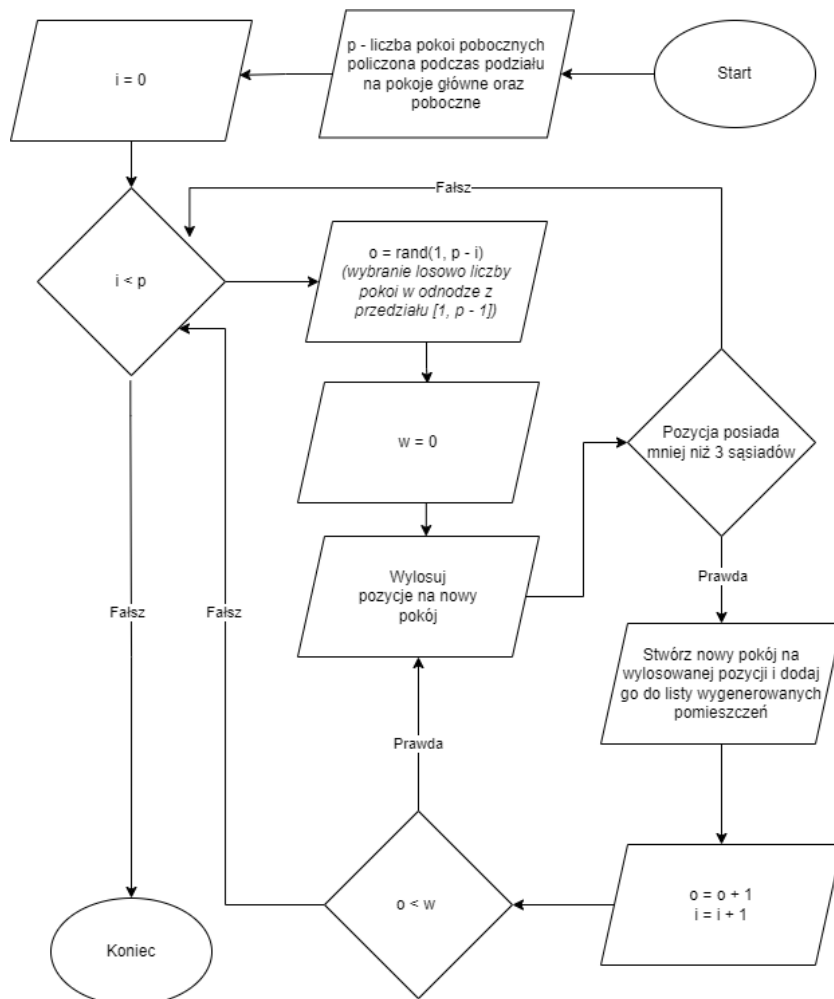 Start
p - liczba pokoi pobocznych
policzona podczas podziału
na pokoje główne oraz
poboczne
i = 0
Fałsz
i < p
o = rand(1, p - i)
(wybranie losowo liczby
pokoi w odnodze z
przedziału [1, p - 1])
w = 0
Pozycja posiada
mniej niż 3 sąsiadów
Wylosuj
pozycje na nowy
pokój
Prawda
Fałsz
Fałsz
Stwórz nowy pokój na
wylosowanej pozycji i dodaj
go do listy wygenerowanych
pomieszczeń
Prawda
o < w
o = o + 1
i = i + 1
Koniec